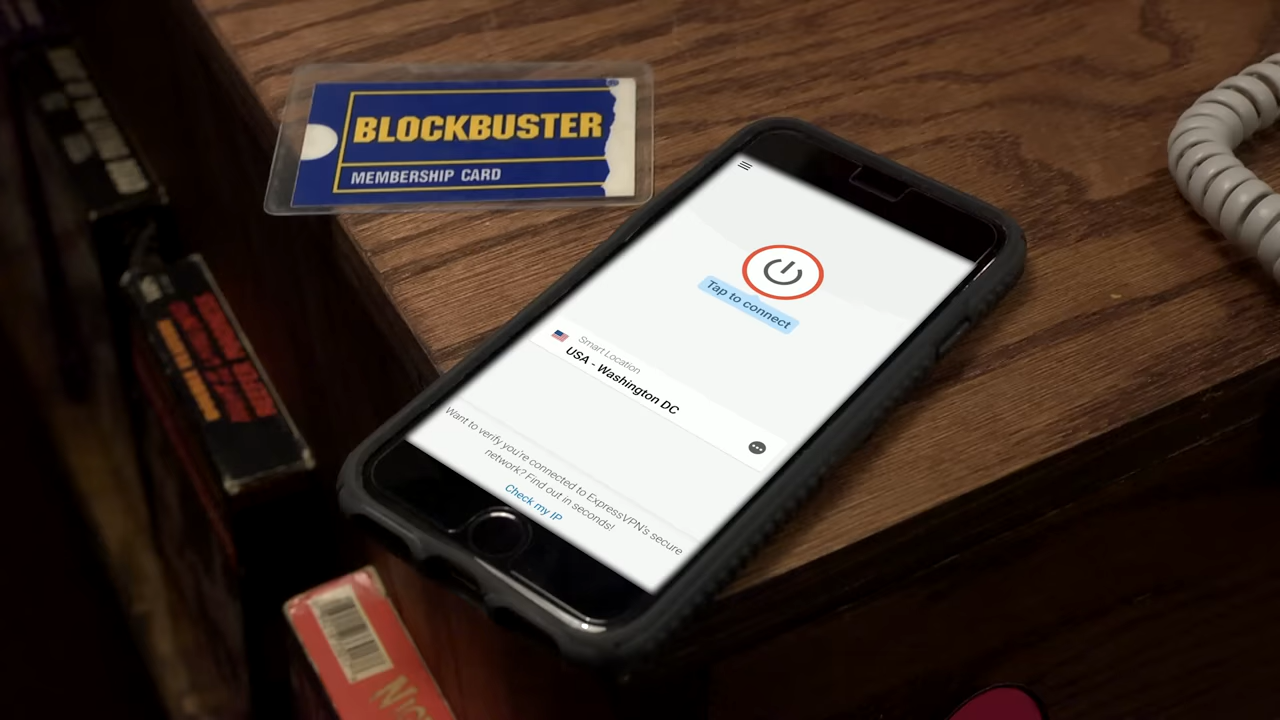 BLOCKBUSTER
MEMBERSHIP CARD
Tap to connect
Smart Location
USA - Washington DC
Want to verify you're connected to ExpressVPN's secure
network? Find out in seconds!
Check my IP